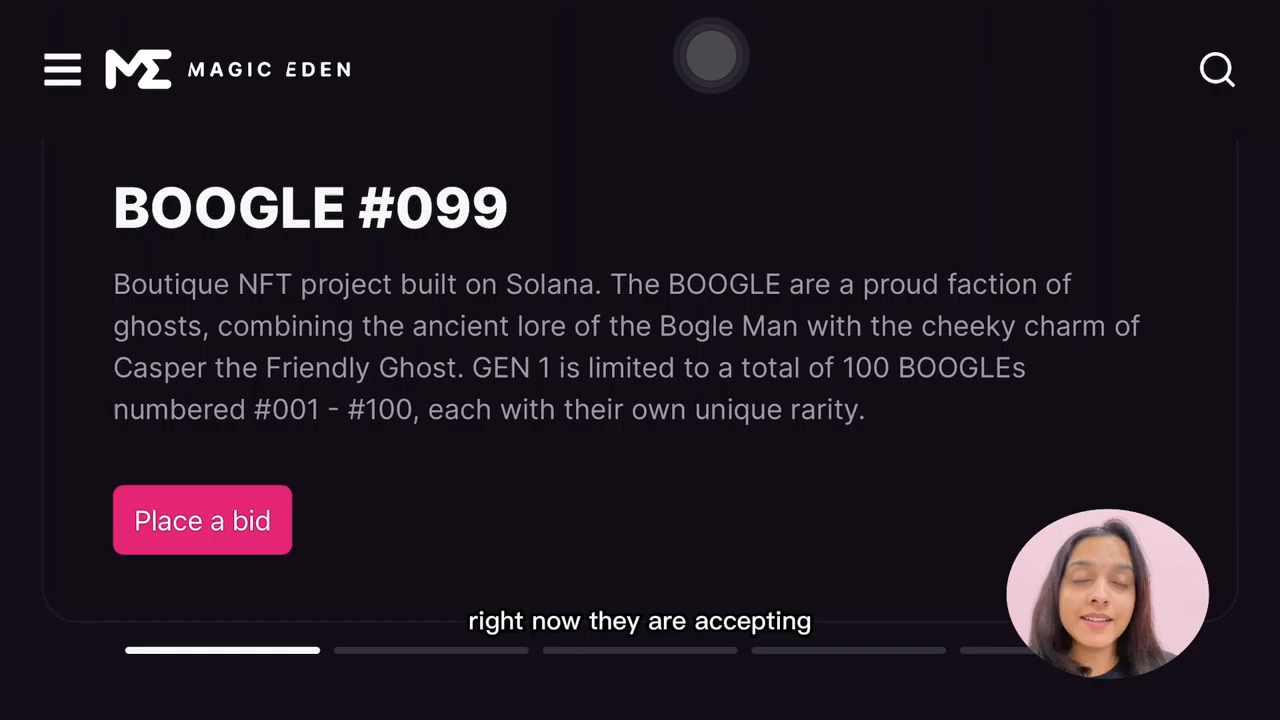 MAGIC EDEN
BOOGLE #099
Boutique NFT project built on Solana. The BOOGLE are a proud faction of
ghosts, combining the ancient lore of the Bogle Man with the cheeky charm of
Casper the Friendly Ghost. GEN 1 is limited to a total of 100 BOOGLEs
numbered #001 - #100, each with their own unique rarity.
Place a bid
right now they are accepting